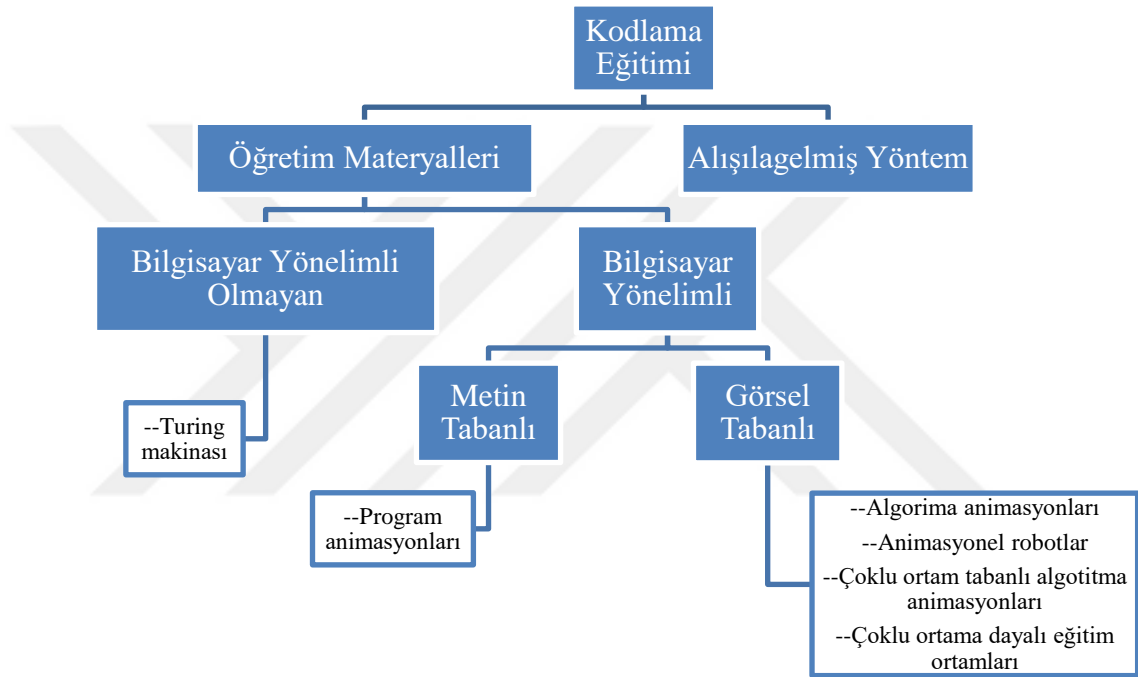 Kodlama
Eğitimi
Öğretim Materyalleri
Alışılagelmiş Yöntem
Bilgisayar Yönelimli
Olmayan
Bilgisayar
Yönelimli
--Turing
makinası
Metin
Tabanlı
Görsel
Tabanlı
--Program
animasyonları
--Algorima animasyonları
--Animasyonel robotlar
--Çoklu ortam tabanlı algotitma
animasyonları
--Çoklu ortama dayalı eğitim
ortamları